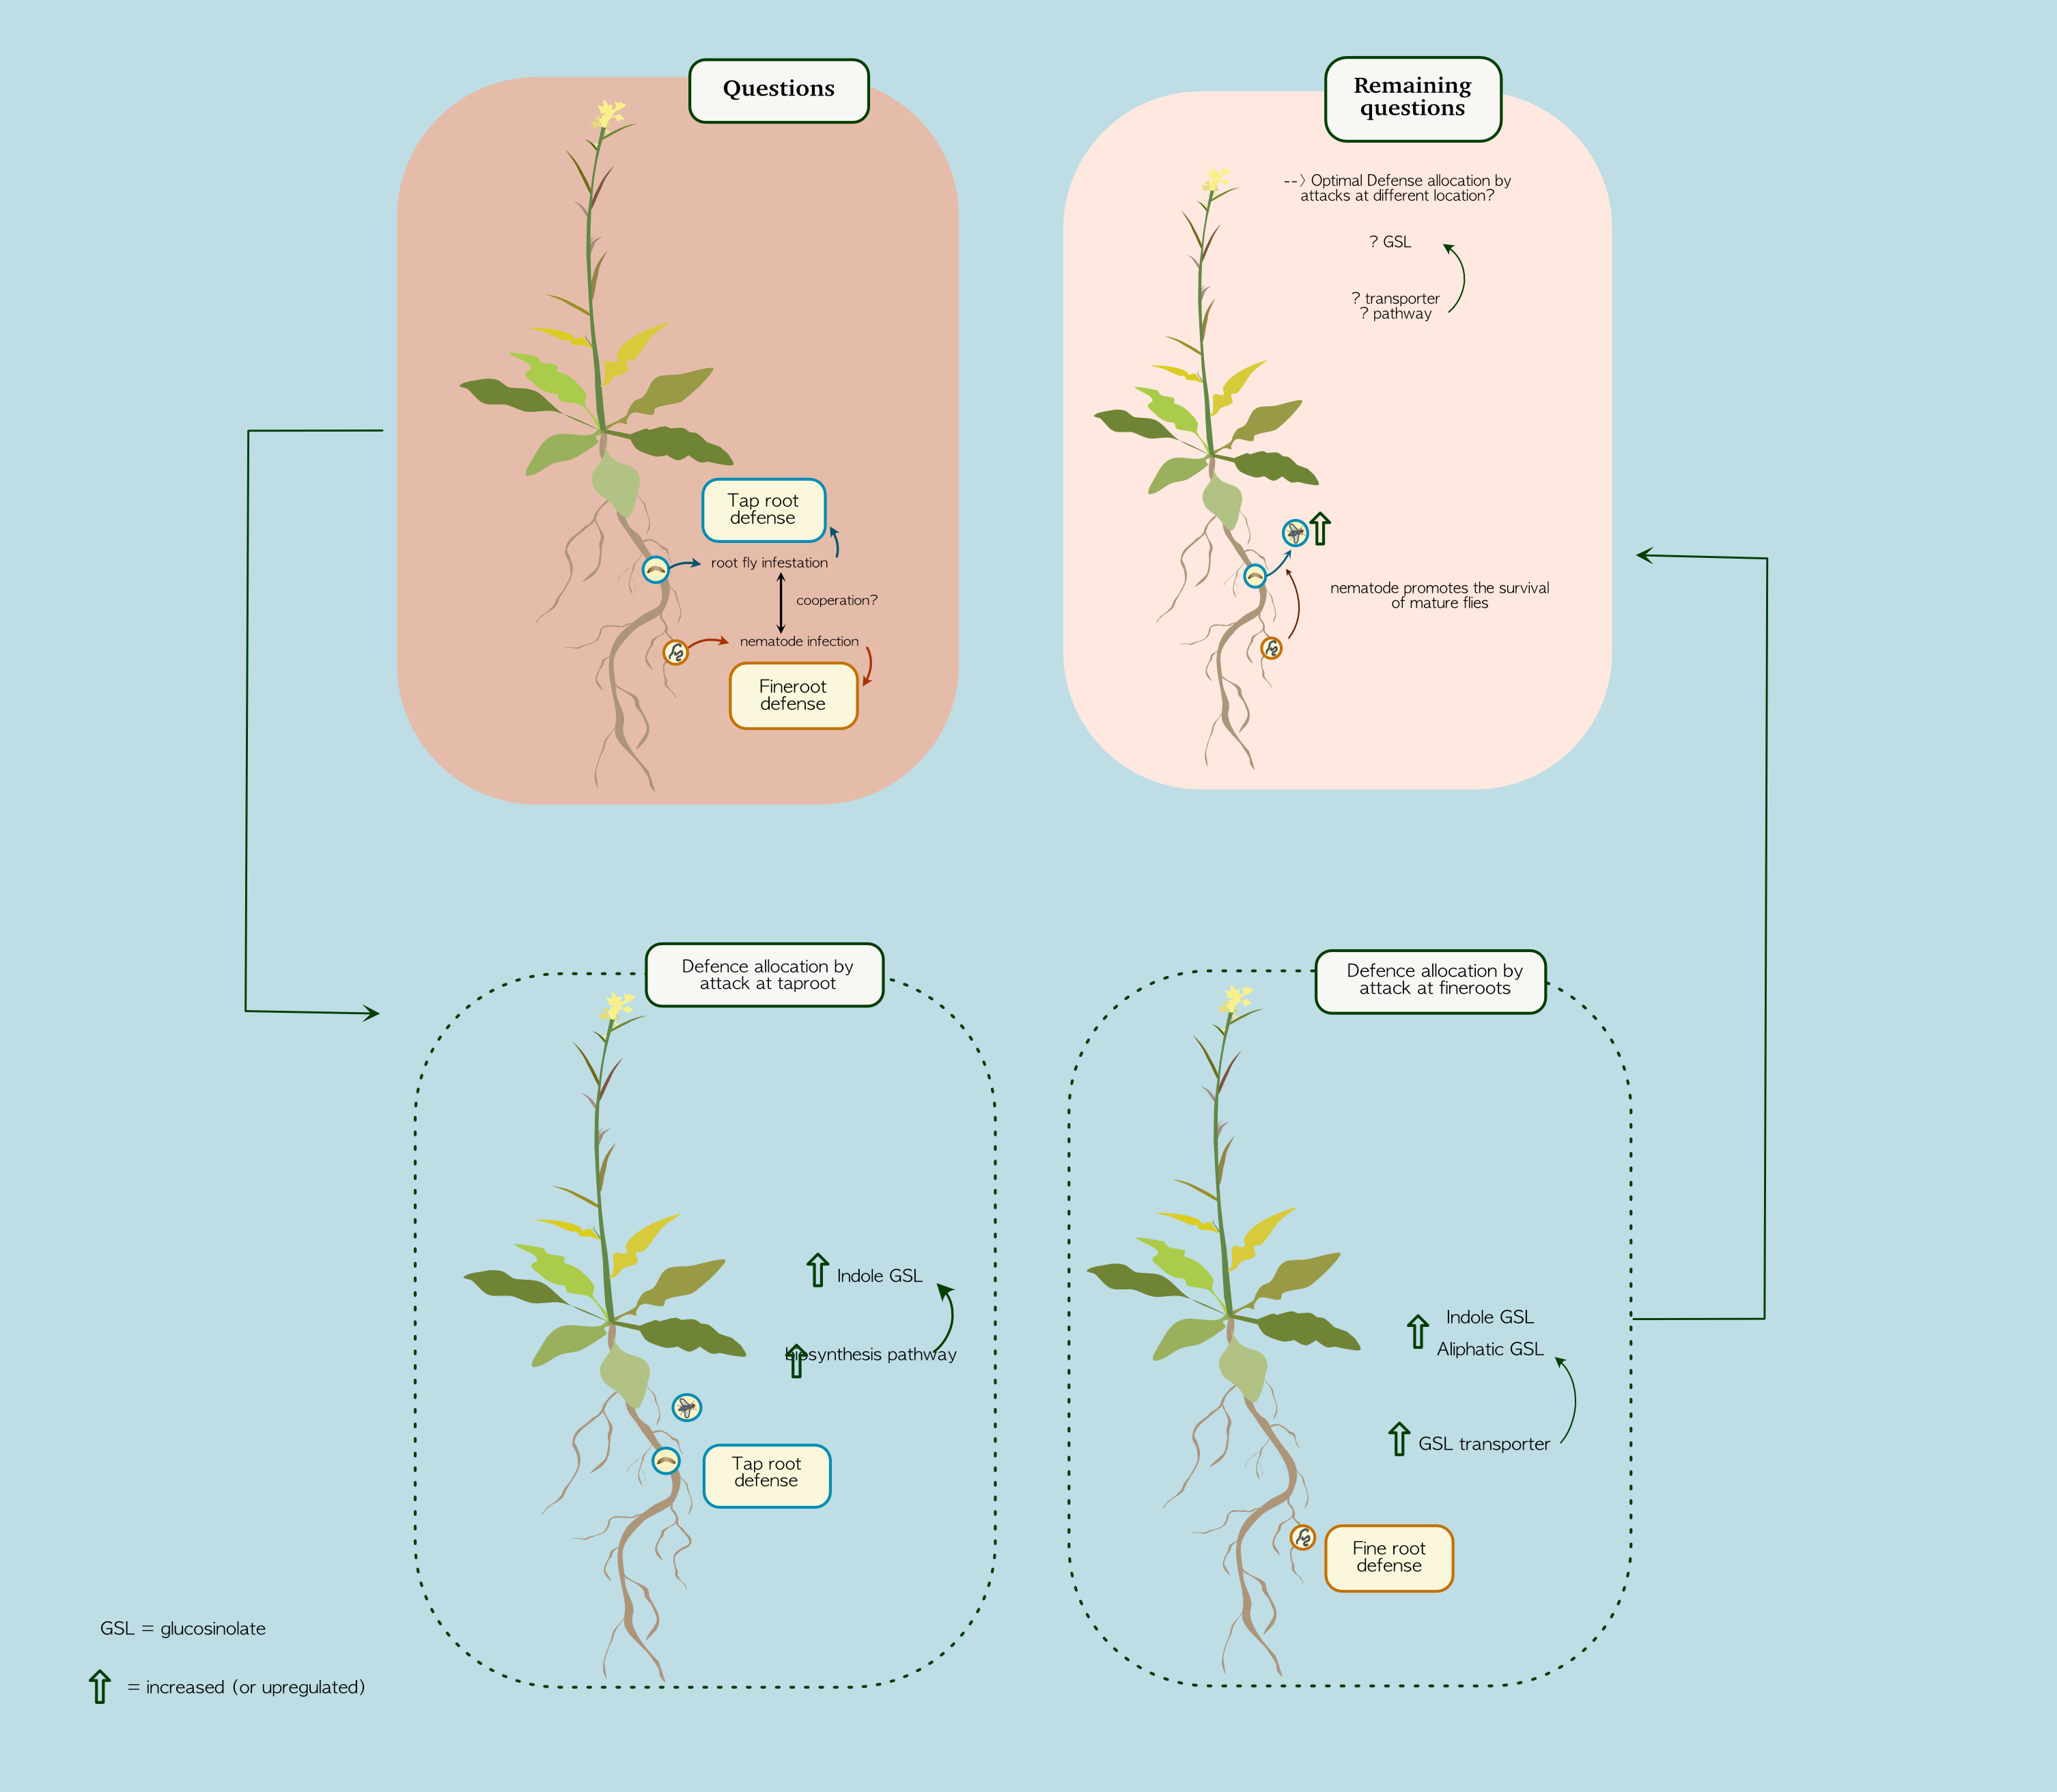 Questions
Tap root
defense
root fly infestation
cooperation?
nematode infection
Fineroot
defense
Remaining
questions
--> Optimal Defense allocation by
attacks at different location?
? GSL
? transporter
? pathway
nematode promotes the survival
of mature flies
Defence allocation by
attack at taproot
Indole GSL
biosynthesis pathway
Tap root
defense
Defence allocation by
attack at fineroots
Indole GSL
Aliphatic GSL
GSL transporter
Fine root
defense
GSL = glucosinolate
= increased (or upregulated)